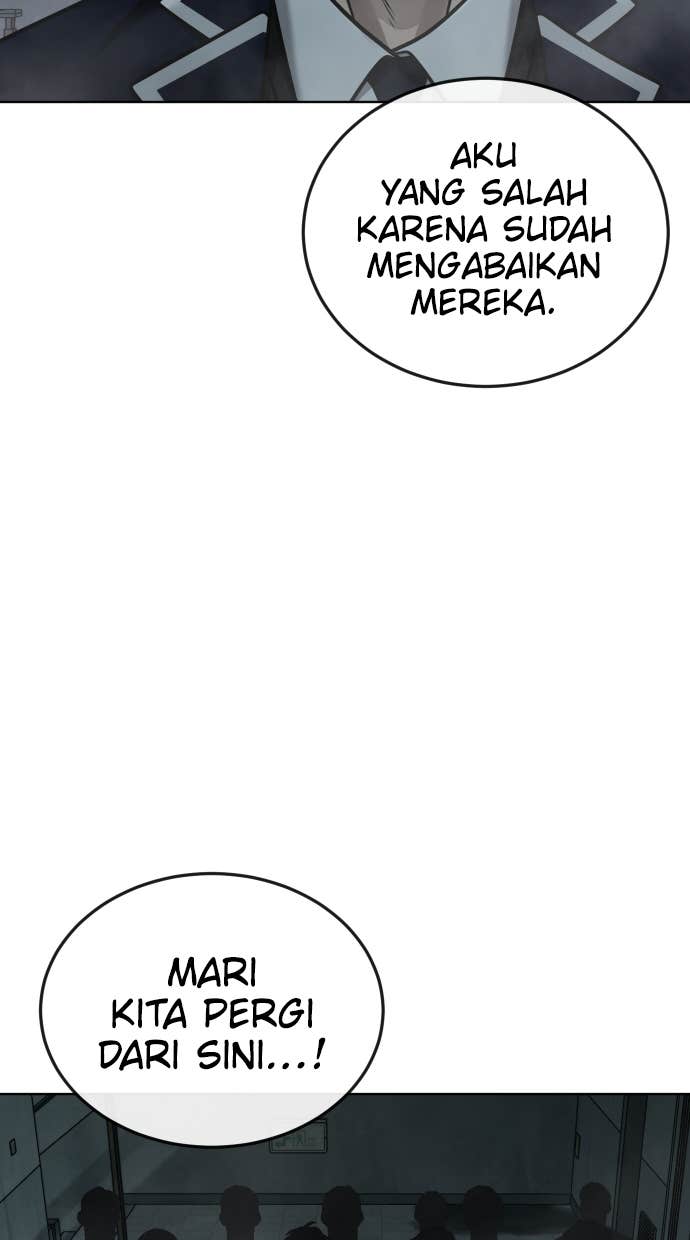 AKU
YANG SALAH
KARENA SUDAH
MENGABAIKAN
MEREKA.
MARI
KITA PERGI
DARI SINI...!